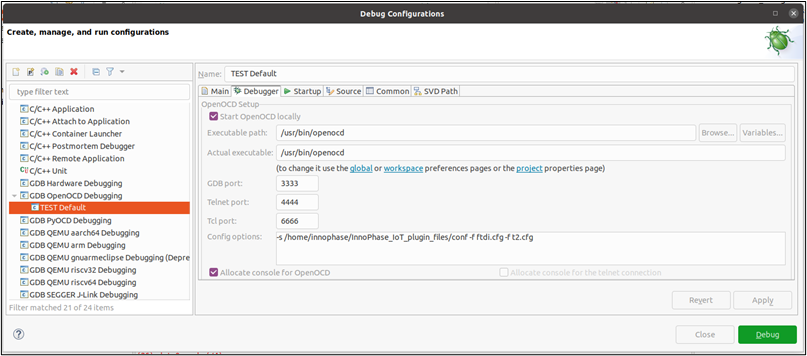 Debug Configurations
Create, manage, and run configurations
type filter text
C/C++ Application
C/C++ Attach to Application
C/C++ Container Launcher
C/C++ Postmortem Debugger
C/C++ Remote Application
C/C++ Unit
GDB Hardware Debugging
GDB OpenOCD Debugging
TEST Default
GDB PyOCD Debugging
GDB QEMU aarch64 Debugging
GDB QEMU arm Debugging
GDB QEMU gnuarmeclipse Debugging (Depre
GDB QEMU riscv32 Debugging
GDB QEMU riscv64 Debugging
GDB SEGGER J-Link Debugging
Filter matched 21 of 24 items
Name: TEST Default
Main Debugger Startup Source Common SVD Path
OpenOCD Setup
Start OpenOCD locally
Executable path: /usr/bin/openocd Browse... Variables...
Actual executable: /usr/bin/openocd
(to change it use the global or workspace preferences pages or the project properties page)
GDB port: 3333
Telnet port: 4444
Tcl port: 6666
Config options: -s /home/innophase/InnoPhase_IoT_plugin_files/conf -f ftdi.cfg -f t2.cfg
Allocate console for OpenOCD Allocate console for the telnet connection
Revert Apply
Close Debug